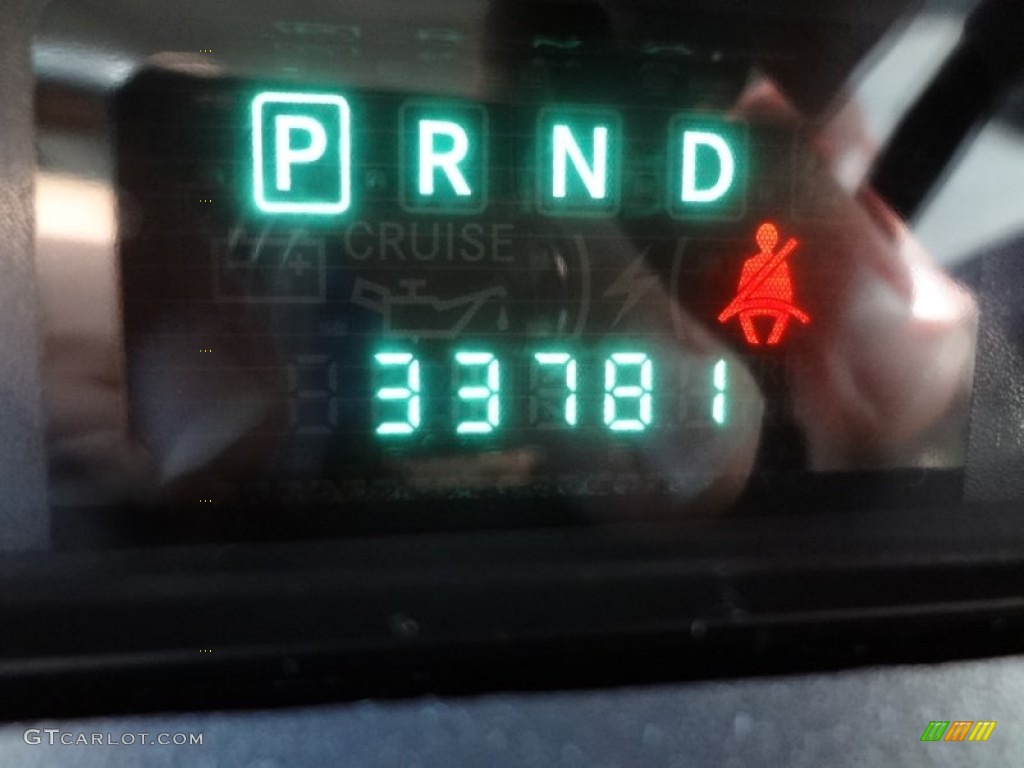 P R N D
CRUISE
33781
GTCARLOT.COM